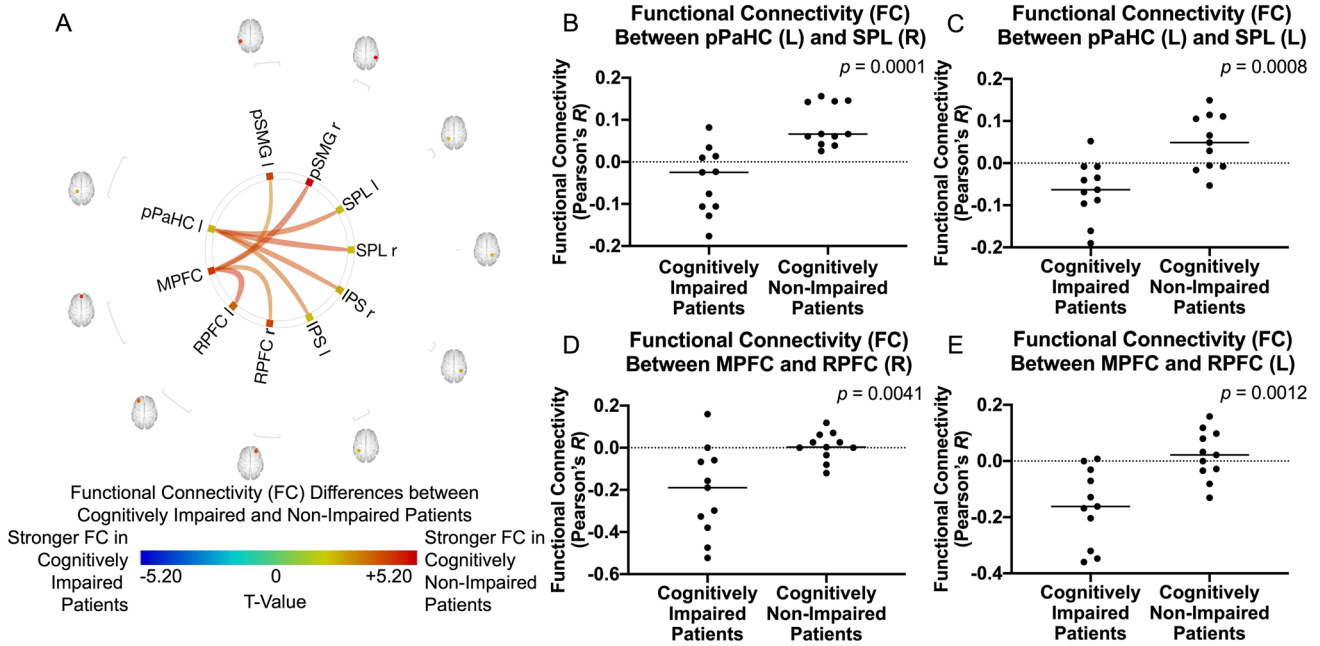 A
pSMG l
pSMG r
SPL l
SPL r
IPS r
IPS l
RPFC r
RPFC l
MPFC
pPaHC l
Functional Connectivity (FC) Differences between
Cognitively Impaired and Non-Impaired Patients
Stronger FC in
Cognitively
Impaired
Patients
-5.20
0
+5.20
T-Value
Stronger FC in
Cognitively
Non-Impaired
Patients
B
Functional Connectivity (FC)
Between pPaHC (L) and SPL (R)
p = 0.0001
Functional Connectivity
(Pearson's R)
0.2
0.1
0.0
-0.1
-0.2
Cognitively
Impaired
Patients
Cognitively
Non-Impaired
Patients
C
Functional Connectivity (FC)
Between pPaHC (L) and SPL (L)
p = 0.0008
Functional Connectivity
(Pearson's R)
0.2
0.1
0.0
-0.1
-0.2
Cognitively
Impaired
Patients
Cognitively
Non-Impaired
Patients
D
Functional Connectivity (FC)
Between MPFC and RPFC (R)
p = 0.0041
Functional Connectivity
(Pearson's R)
0.2
0.0
-0.2
-0.4
-0.6
Cognitively
Impaired
Patients
Cognitively
Non-Impaired
Patients
E
Functional Connectivity (FC)
Between MPFC and RPFC (L)
p = 0.0012
Functional Connectivity
(Pearson's R)
0.2
0.0
-0.2
-0.4
Cognitively
Impaired
Patients
Cognitively
Non-Impaired
Patients